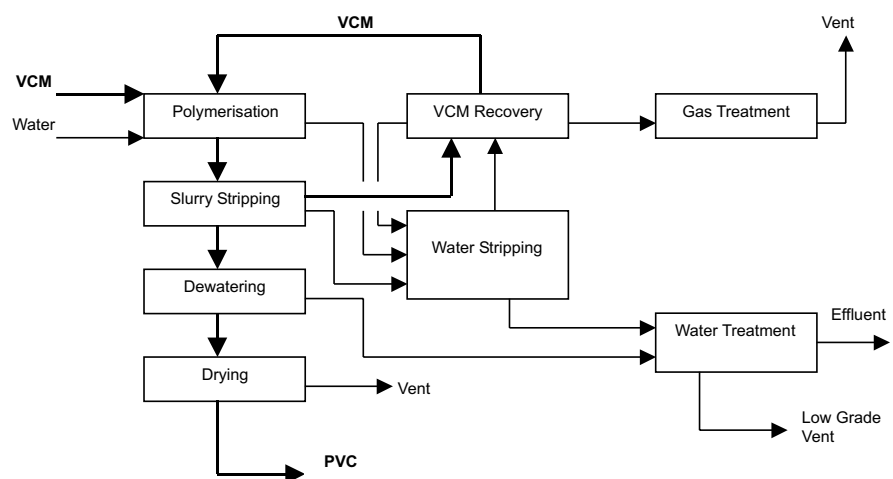 Vent
VCM
VCM
Polymerisation
VCM Recovery
Gas Treatment
Water
Slurry Stripping
Water Stripping
Dewatering
Effluent
Water Treatment
Drying
Vent
Low Grade
Vent
PVC